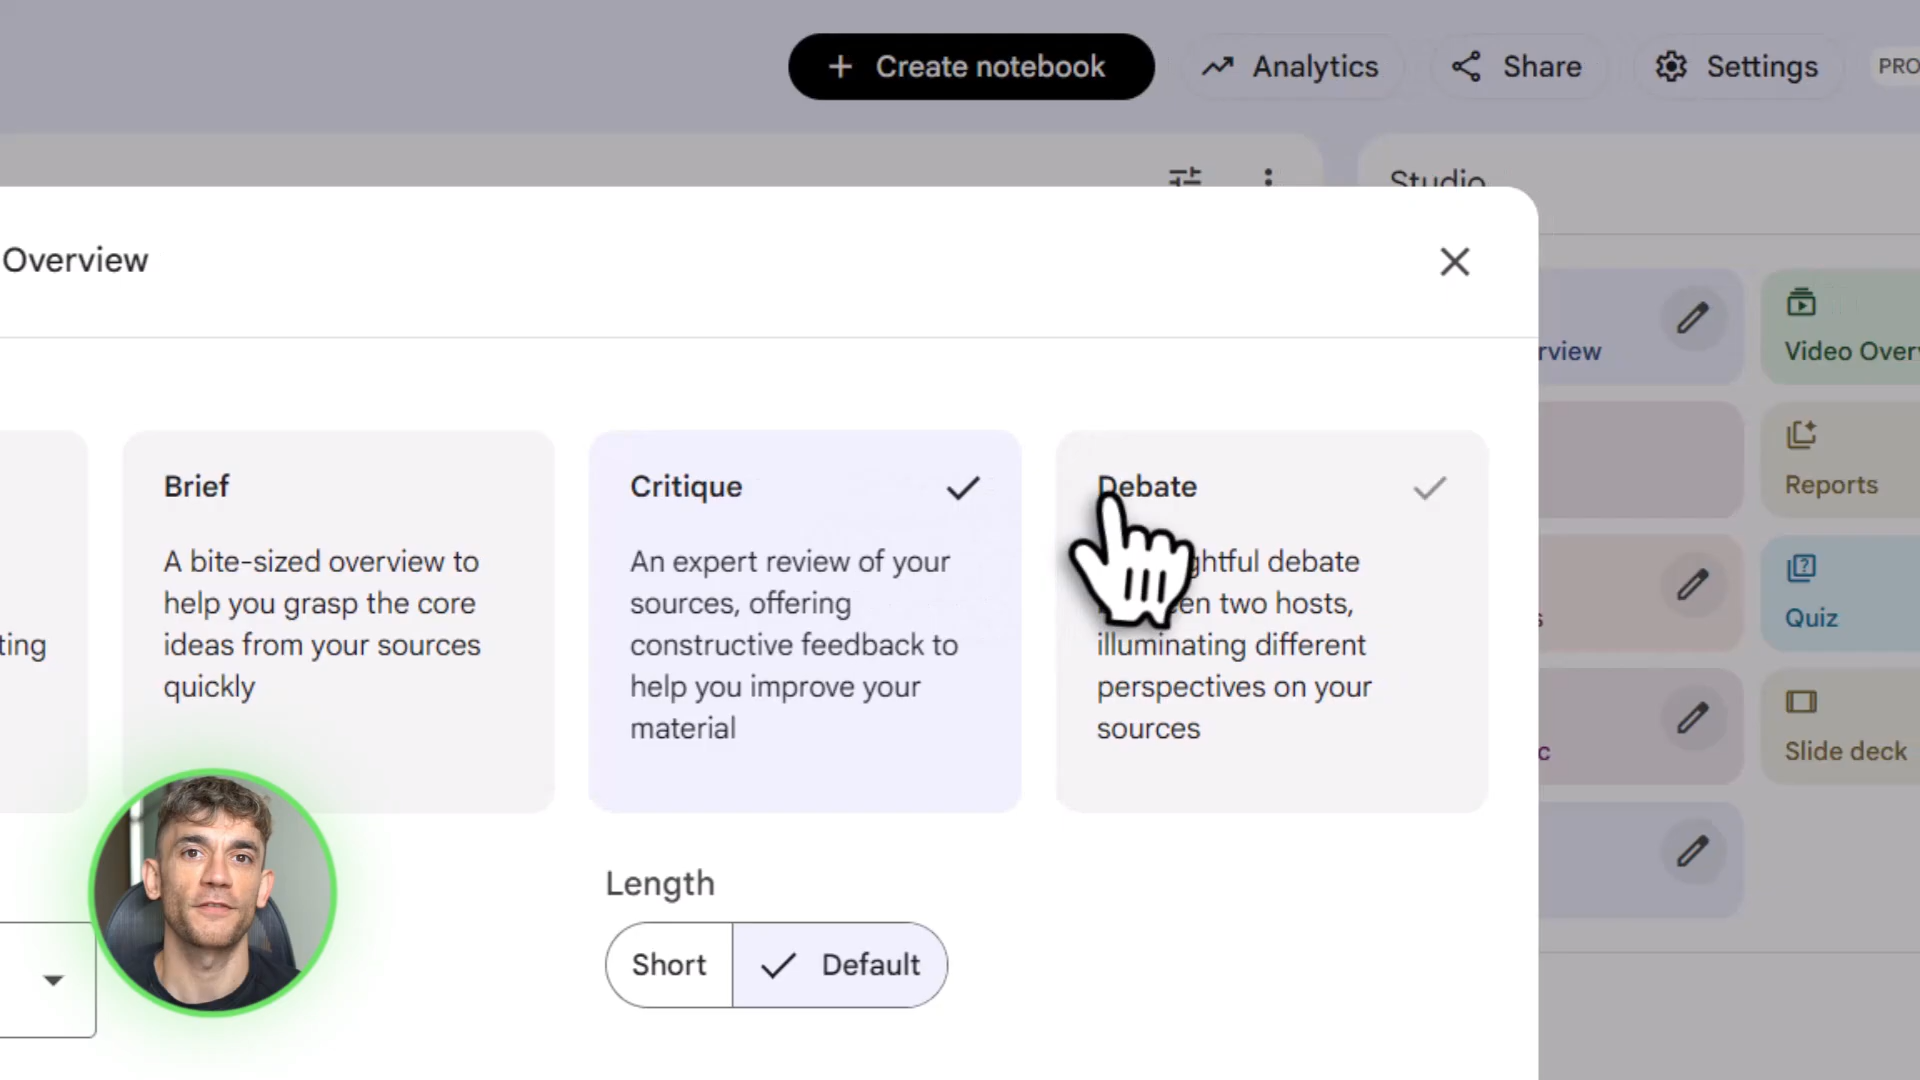 Create notebook
Analytics
Share
Settings
PRO
Studio
Overview
rview
Video Over
Reports
Quiz
Slide deck
ting
Brief
A bite-sized overview to
help you grasp the core
ideas from your sources
quickly
Critique
An expert review of your
sources, offering
constructive feedback to
help you improve your
material
Debate
ghtful debate
en two hosts,
illuminating different
perspectives on your
sources
s
c
Length
Short
Default